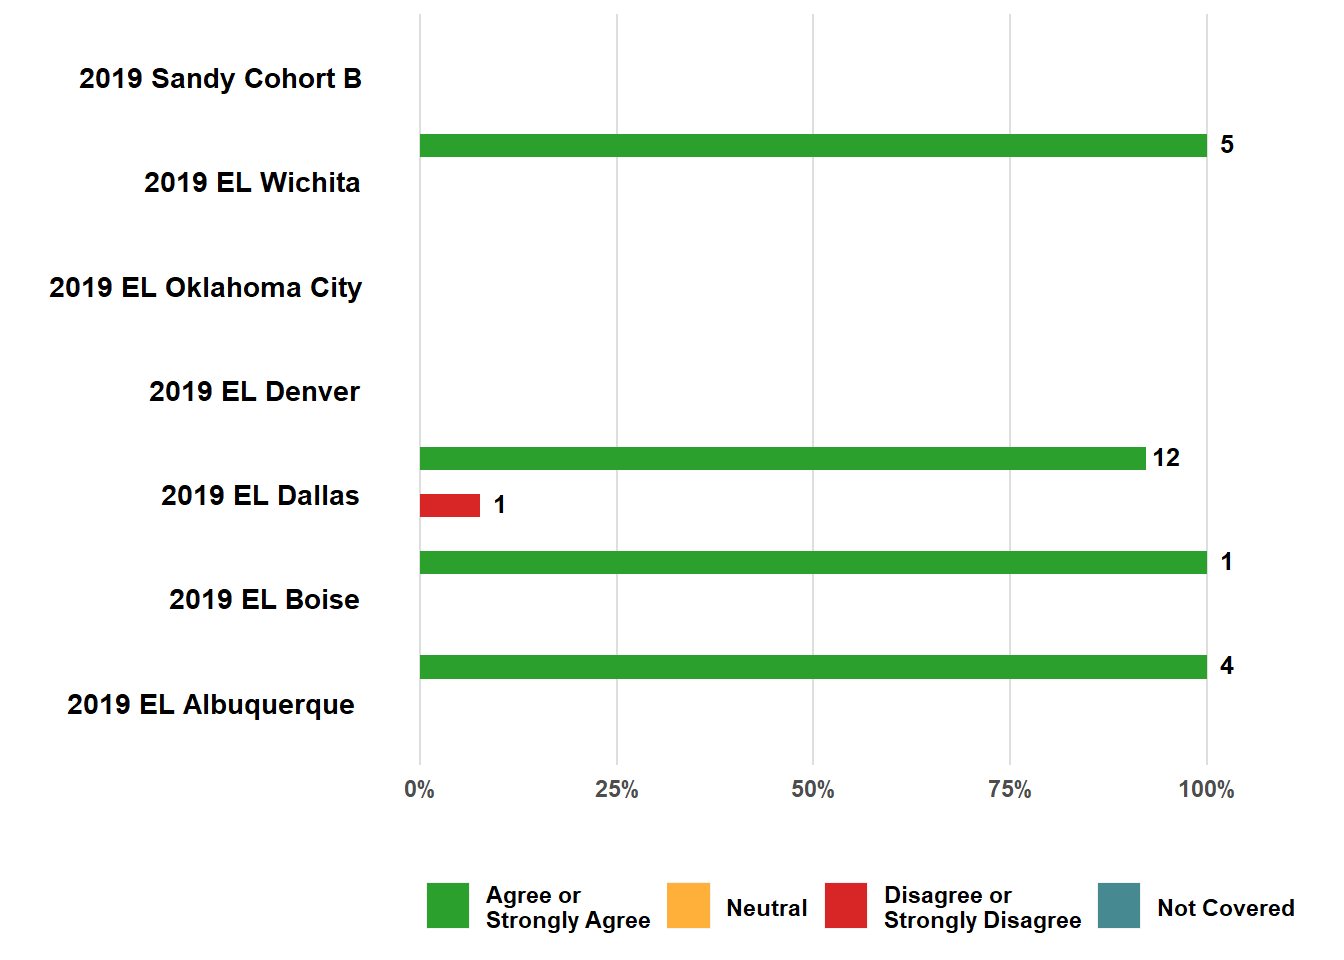 2019 Sandy Cohort B
5
2019 EL Wichita
2019 EL Oklahoma City
2019 EL Denver
12
2019 EL Dallas
1
1
2019 EL Boise
4
2019 EL Albuquerque
0% 25% 50% 75% 100%
Agree or
Strongly Agree
Neutral
Disagree or
Strongly Disagree
Not Covered